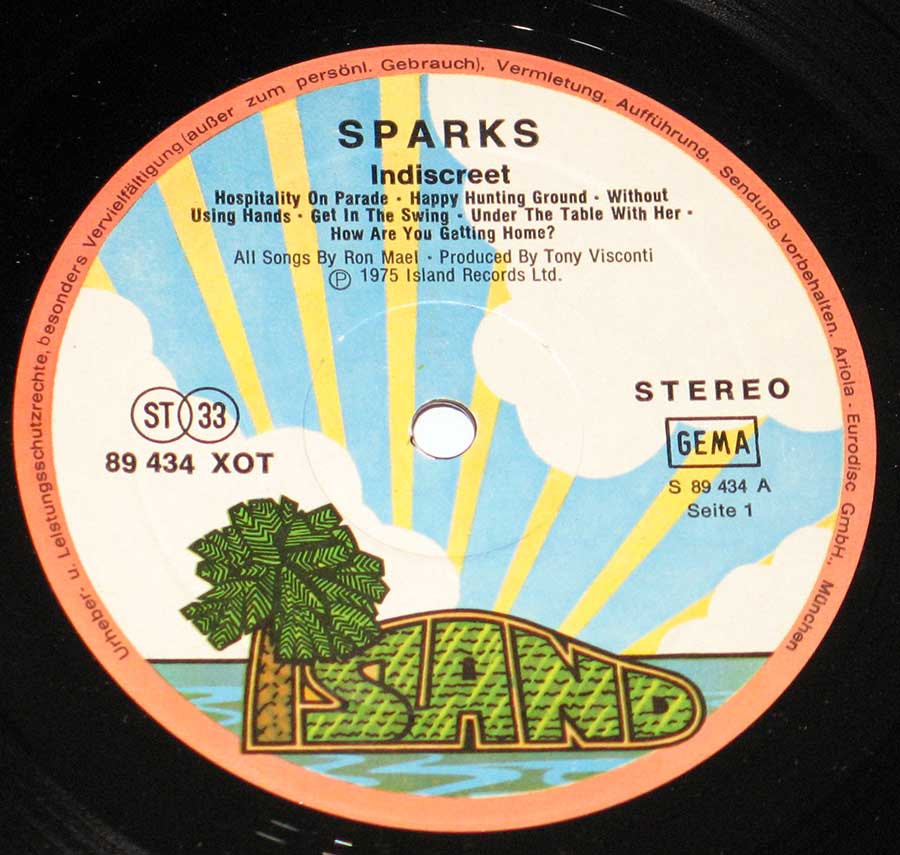 Urheber- u. Leistungsschutzrechte, besonders Vervielfältigung (außer zum persönl. Gebrauch), Vermietung, Aufführung, Sendung vorbehalten. Ariola - Eurodisc GmbH., München
SPARKS
Indiscreet
Hospitality On Parade · Happy Hunting Ground · Without
Using Hands · Get In The Swing · Under The Table With Her ·
How Are You Getting Home?
All Songs By Ron Mael · Produced By Tony Visconti
Ⓟ 1975 Island Records Ltd.
ST 33
89 434 XOT
STEREO
GEMA
S 89 434 A
Seite 1
ISLAND